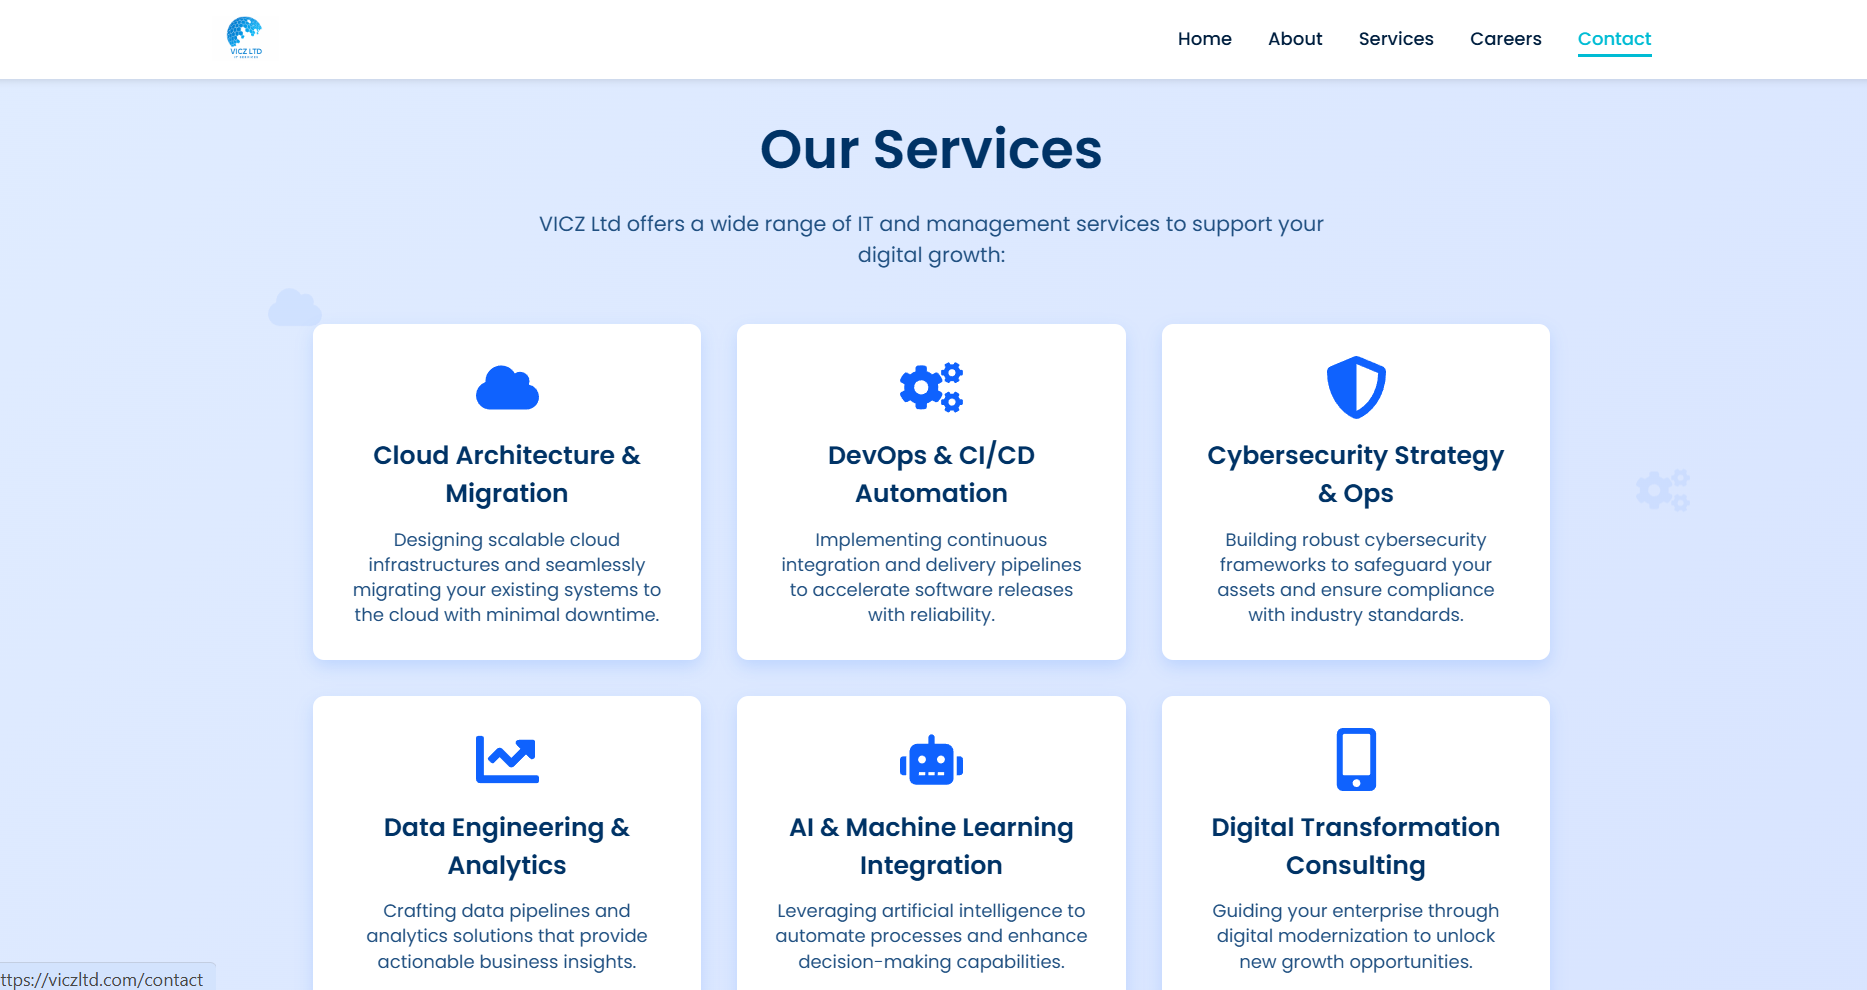 VICZ LTD
IT SERVICES
Home About Services Careers Contact
Our Services
VICZ Ltd offers a wide range of IT and management services to support your
digital growth:
Cloud Architecture &
Migration
Designing scalable cloud
infrastructures and seamlessly
migrating your existing systems to
the cloud with minimal downtime.
DevOps & CI/CD
Automation
Implementing continuous
integration and delivery pipelines
to accelerate software releases
with reliability.
Cybersecurity Strategy
& Ops
Building robust cybersecurity
frameworks to safeguard your
assets and ensure compliance
with industry standards.
Data Engineering &
Analytics
Crafting data pipelines and
analytics solutions that provide
actionable business insights.
AI & Machine Learning
Integration
Leveraging artificial intelligence to
automate processes and enhance
decision-making capabilities.
Digital Transformation
Consulting
Guiding your enterprise through
digital modernization to unlock
new growth opportunities.
ttps://viczltd.com/contact